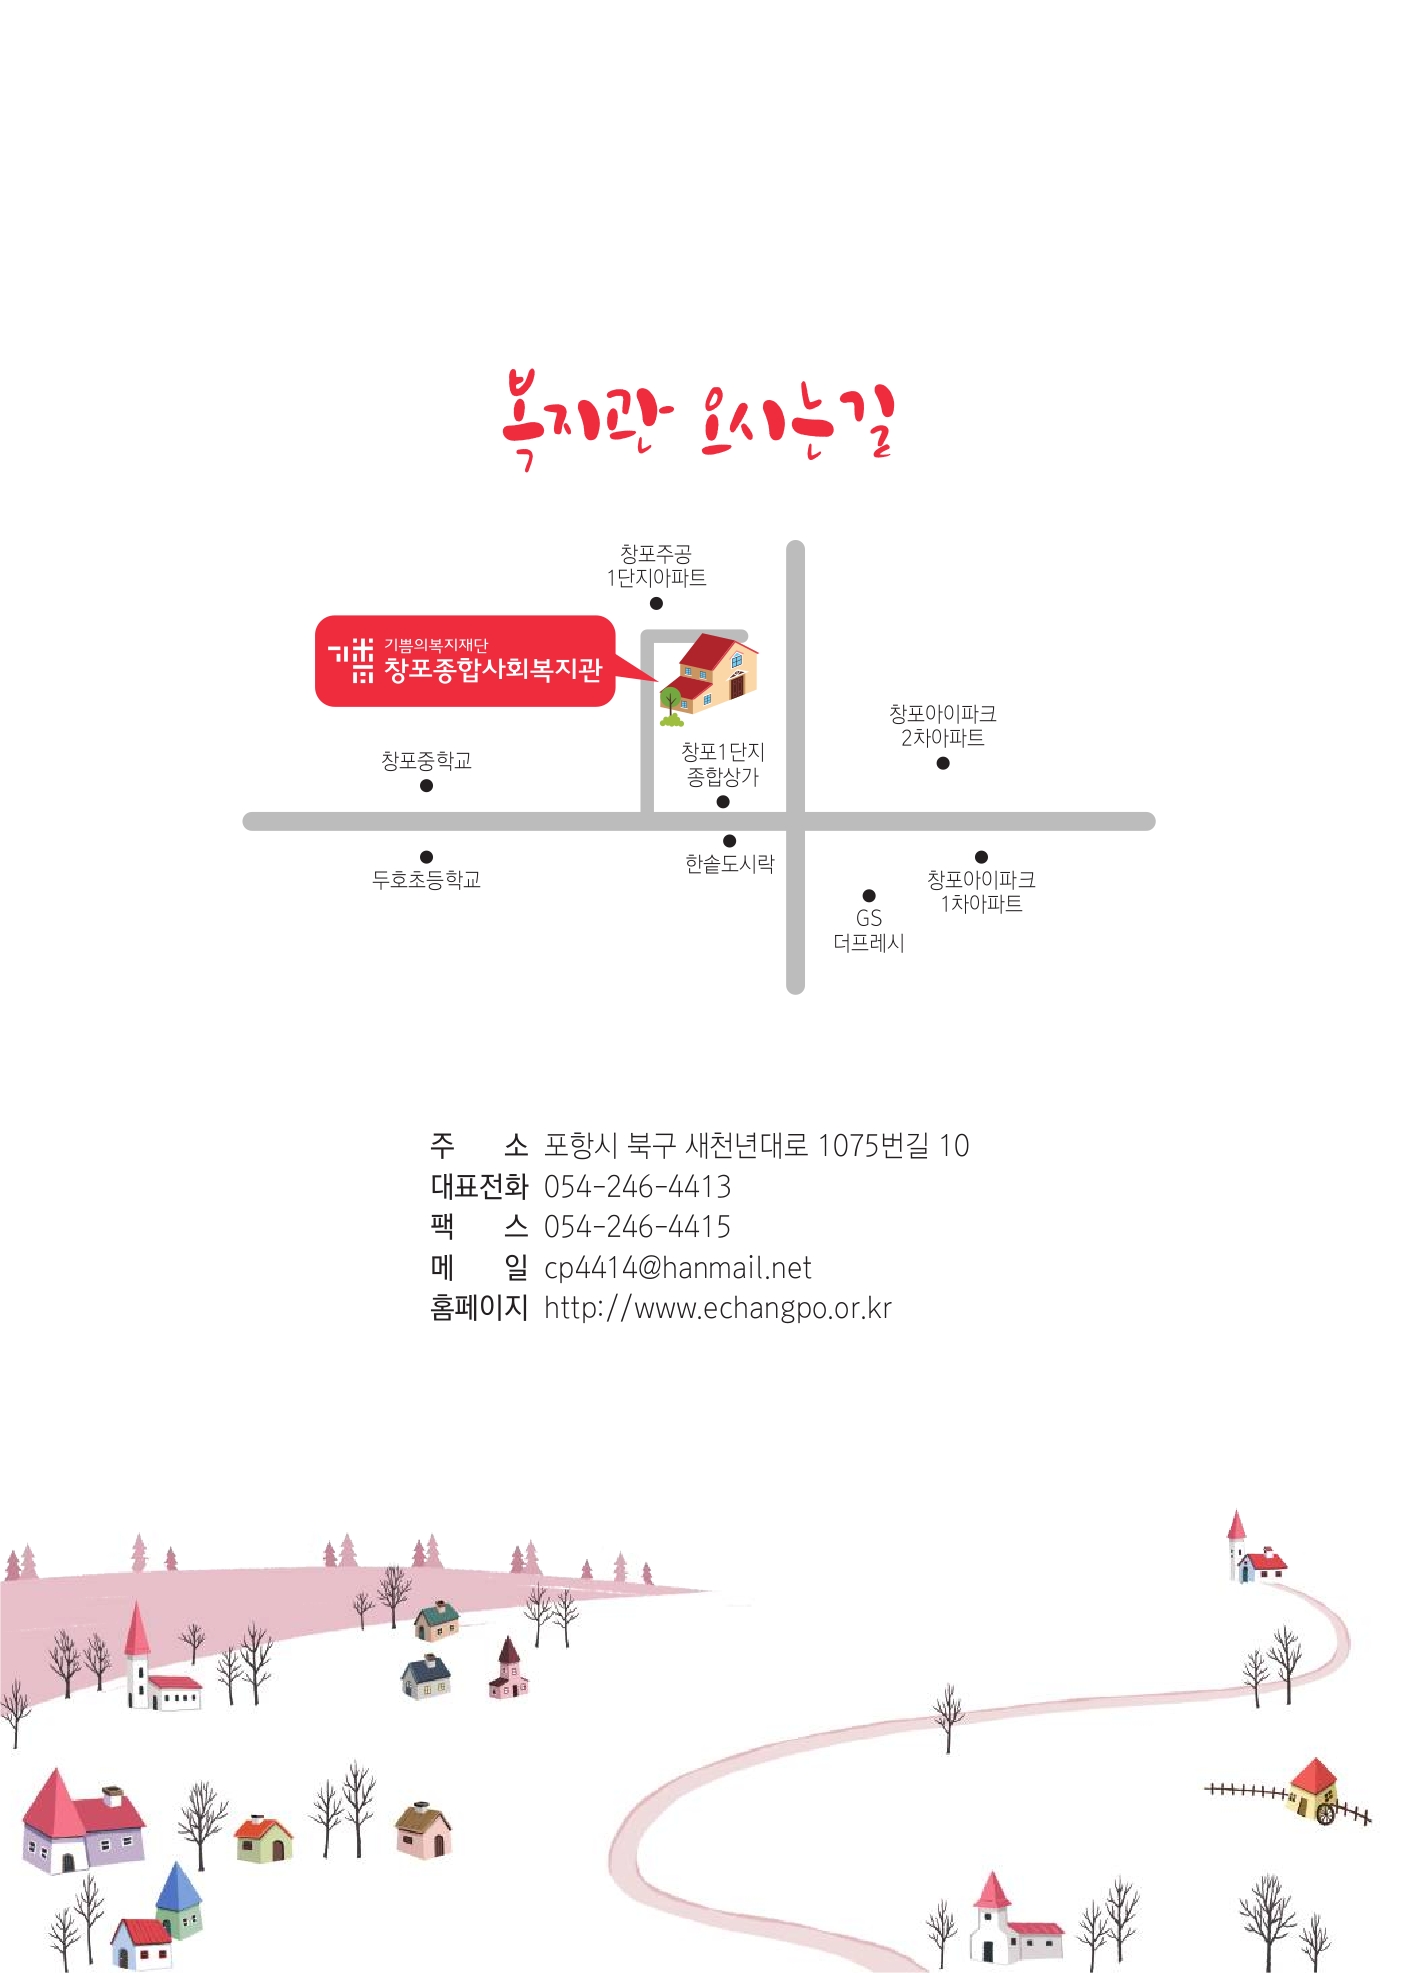 복지관 오시는길
창포주공
1단지아파트
기쁨의복지재단
창포종합사회복지관
창포아이파크
2차아파트
창포1단지
종합상가
창포중학교
한솥도시락
두호초등학교
창포아이파크
1차아파트
GS
더프레시
주 소 포항시 북구 새천년대로 1075번길 10
대표전화 054-246-4413
팩 스 054-246-4415
메 일 cp4414@hanmail.net
홈페이지 http://www.echangpo.or.kr